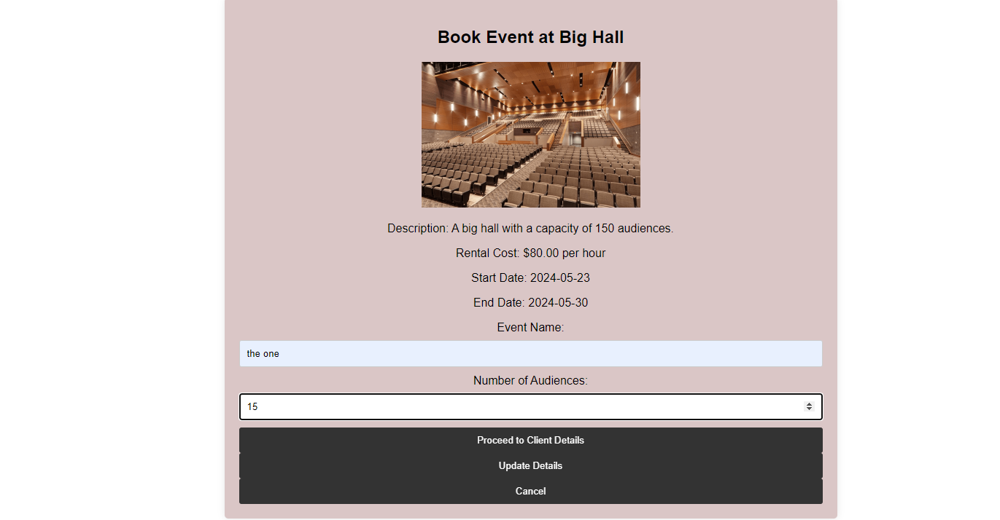 Book Event at Big Hall
Description: A big hall with a capacity of 150 audiences.
Rental Cost: $80.00 per hour
Start Date: 2024-05-23
End Date: 2024-05-30
Event Name:
the one
Number of Audiences:
15
Proceed to Client Details
Update Details
Cancel